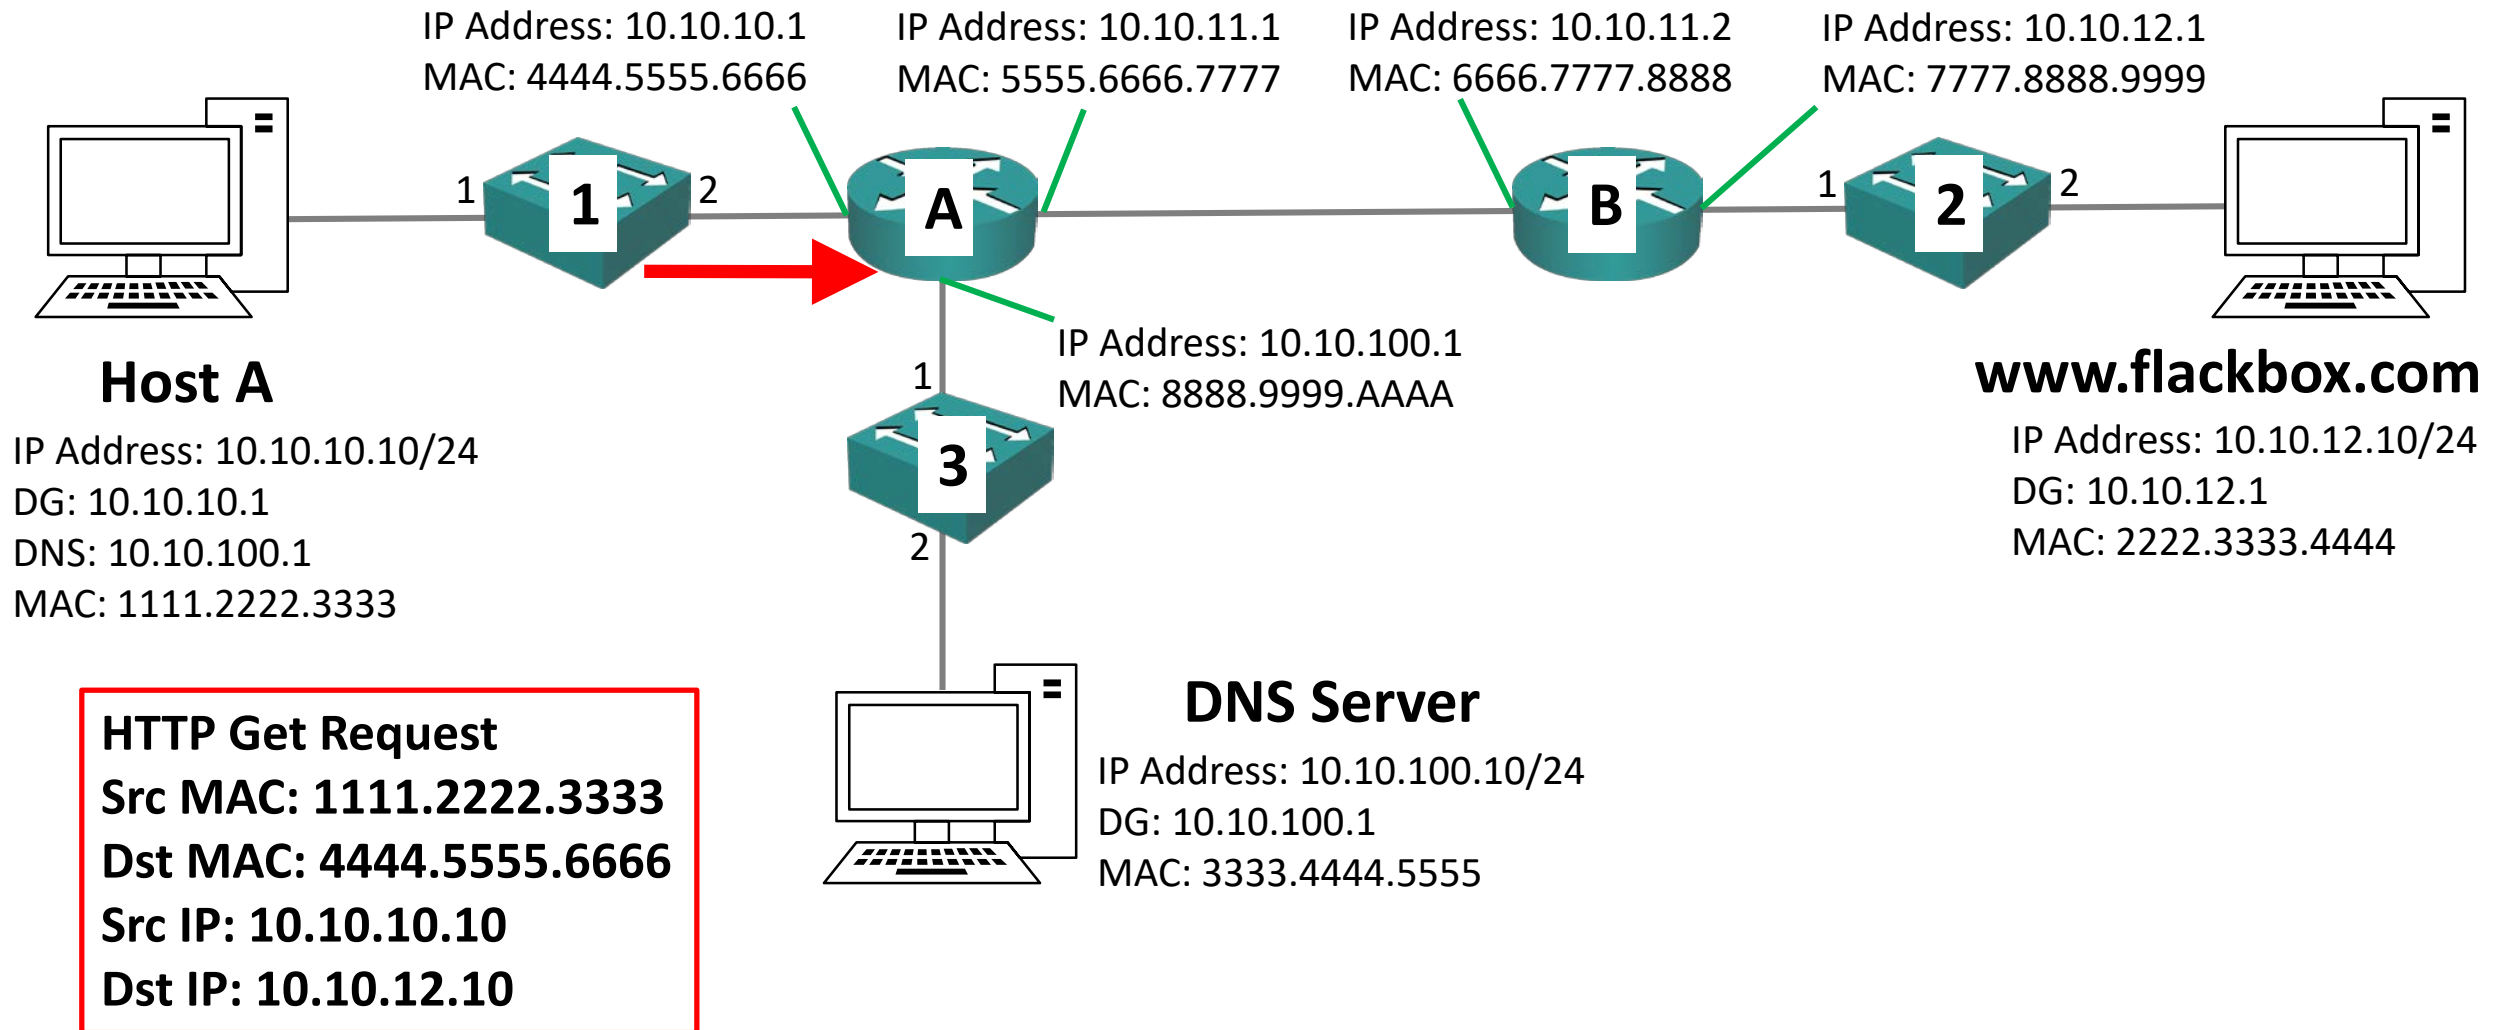 IP Address: 10.10.10.1
MAC: 4444.5555.6666
IP Address: 10.10.11.1
MAC: 5555.6666.7777
IP Address: 10.10.11.2
MAC: 6666.7777.8888
IP Address: 10.10.12.1
MAC: 7777.8888.9999
1
1
2
A
B
1
2
2
Host A
IP Address: 10.10.10.10/24
DG: 10.10.10.1
DNS: 10.10.100.1
MAC: 1111.2222.3333
IP Address: 10.10.100.1
MAC: 8888.9999.AAAA
1
3
2
www.flackbox.com
IP Address: 10.10.12.10/24
DG: 10.10.12.1
MAC: 2222.3333.4444
HTTP Get Request
Src MAC: 1111.2222.3333
Dst MAC: 4444.5555.6666
Src IP: 10.10.10.10
Dst IP: 10.10.12.10
DNS Server
IP Address: 10.10.100.10/24
DG: 10.10.100.1
MAC: 3333.4444.5555